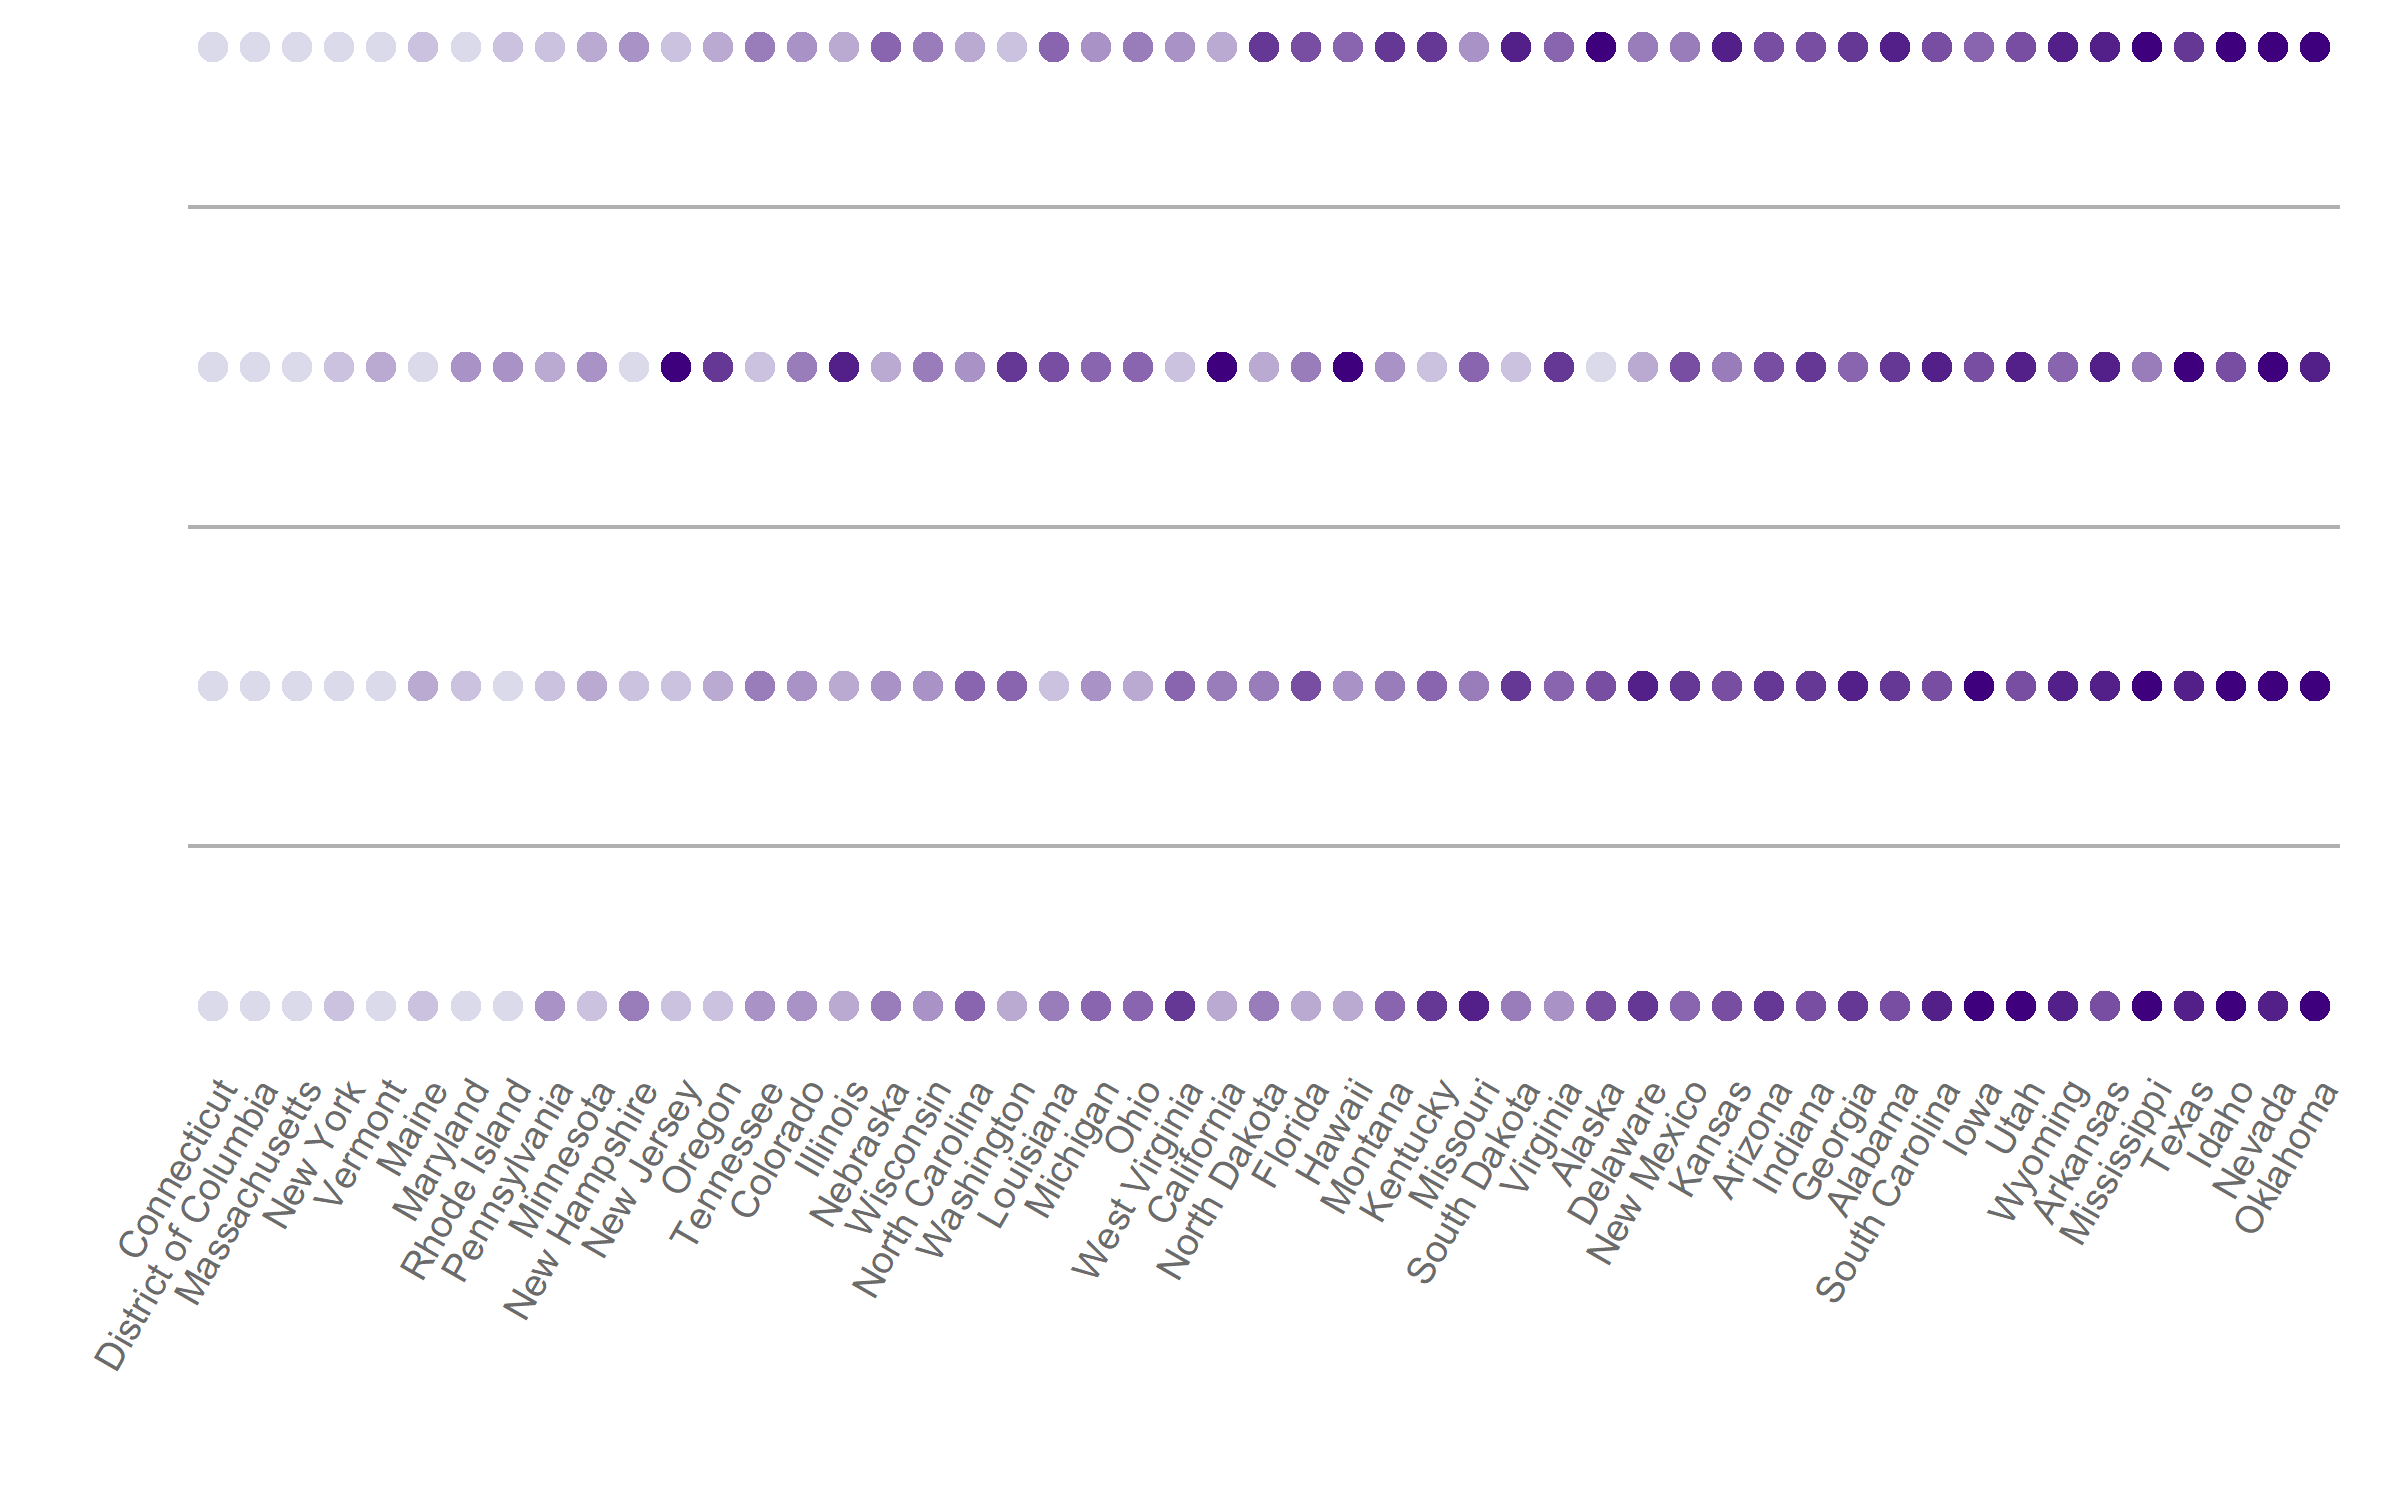 Connecticut
District of Columbia
Massachusetts
New York
Vermont
Maine
Maryland
Rhode Island
Pennsylvania
Minnesota
New Hampshire
New Jersey
Oregon
Tennessee
Colorado
Illinois
Nebraska
Wisconsin
North Carolina
Washington
Louisiana
Michigan
Ohio
West Virginia
California
North Dakota
Florida
Hawaii
Montana
Kentucky
Missouri
South Dakota
Virginia
Alaska
Delaware
New Mexico
Kansas
Arizona
Indiana
Georgia
Alabama
South Carolina
Iowa
Utah
Wyoming
Arkansas
Mississippi
Texas
Idaho
Nevada
Oklahoma